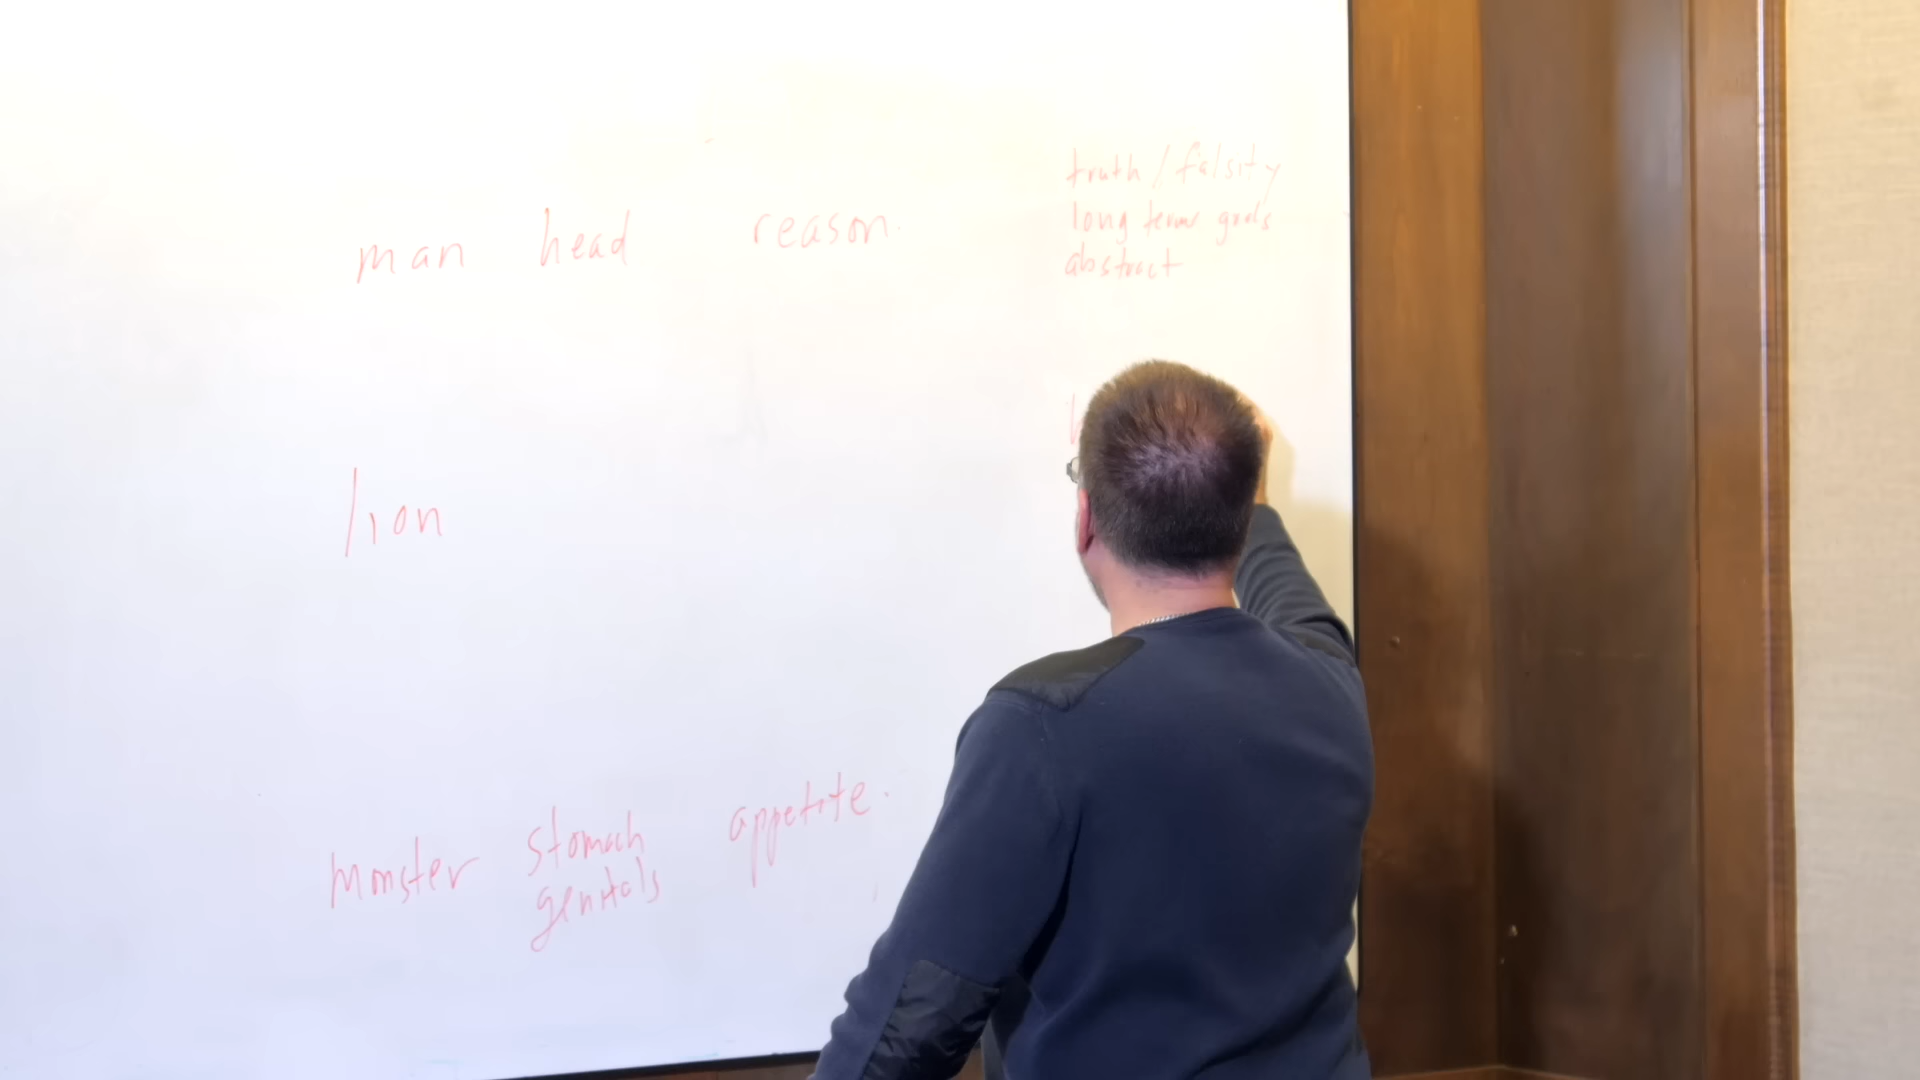 truth / falsity
man head reason. long term goals
abstract
lion
monster stomach appetite.
genitals